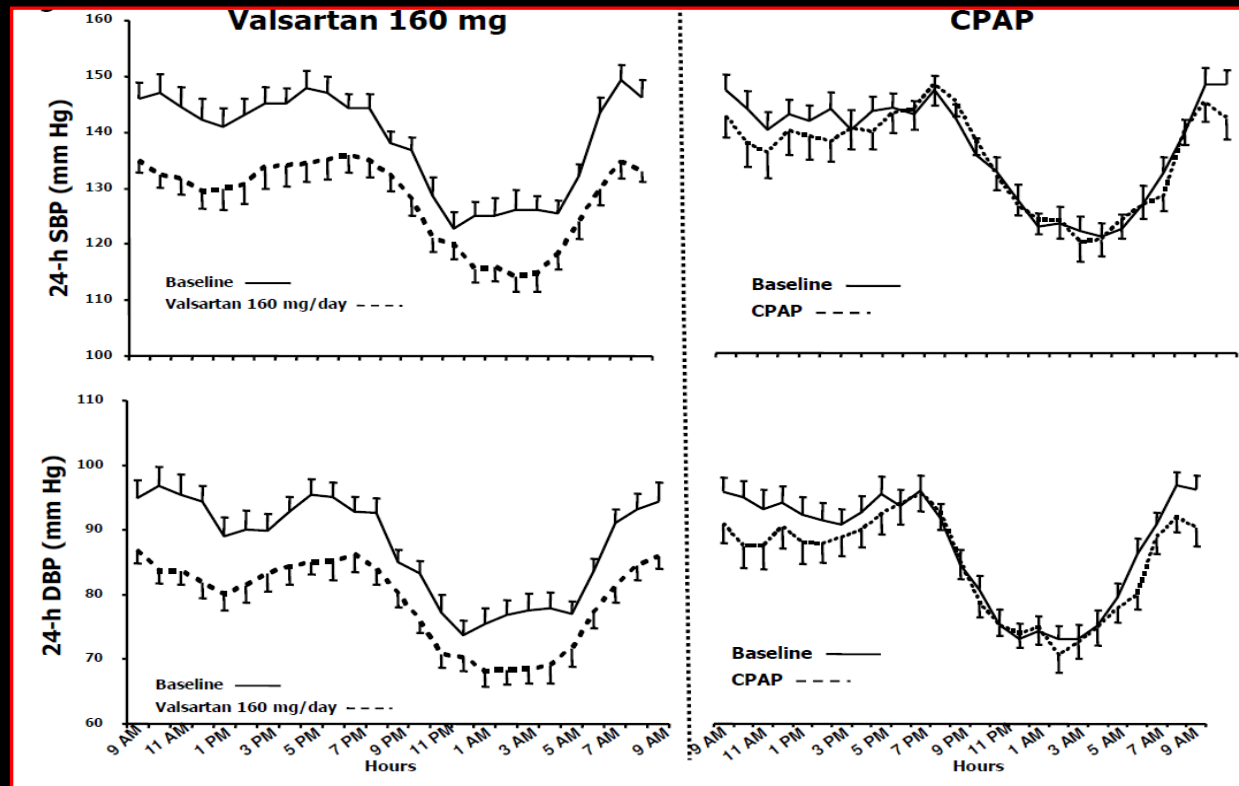 Valsartan 160 mg
CPAP
24-h SBP (mm Hg)
160
150
140
130
120
110
100
Baseline
Valsartan 160 mg/day
Baseline
CPAP
24-h DBP (mm Hg)
110
100
90
80
70
60
Baseline
Valsartan 160 mg/day
Baseline
CPAP
9 AM 11 AM 1 PM 3 PM 5 PM 7 PM 9 PM 11 PM 1 AM 3 AM 5 AM 7 AM 9 AM
Hours
9 AM 11 AM 1 PM 3 PM 5 PM 7 PM 9 PM 11 PM 1 AM 3 AM 5 AM 7 AM 9 AM
Hours